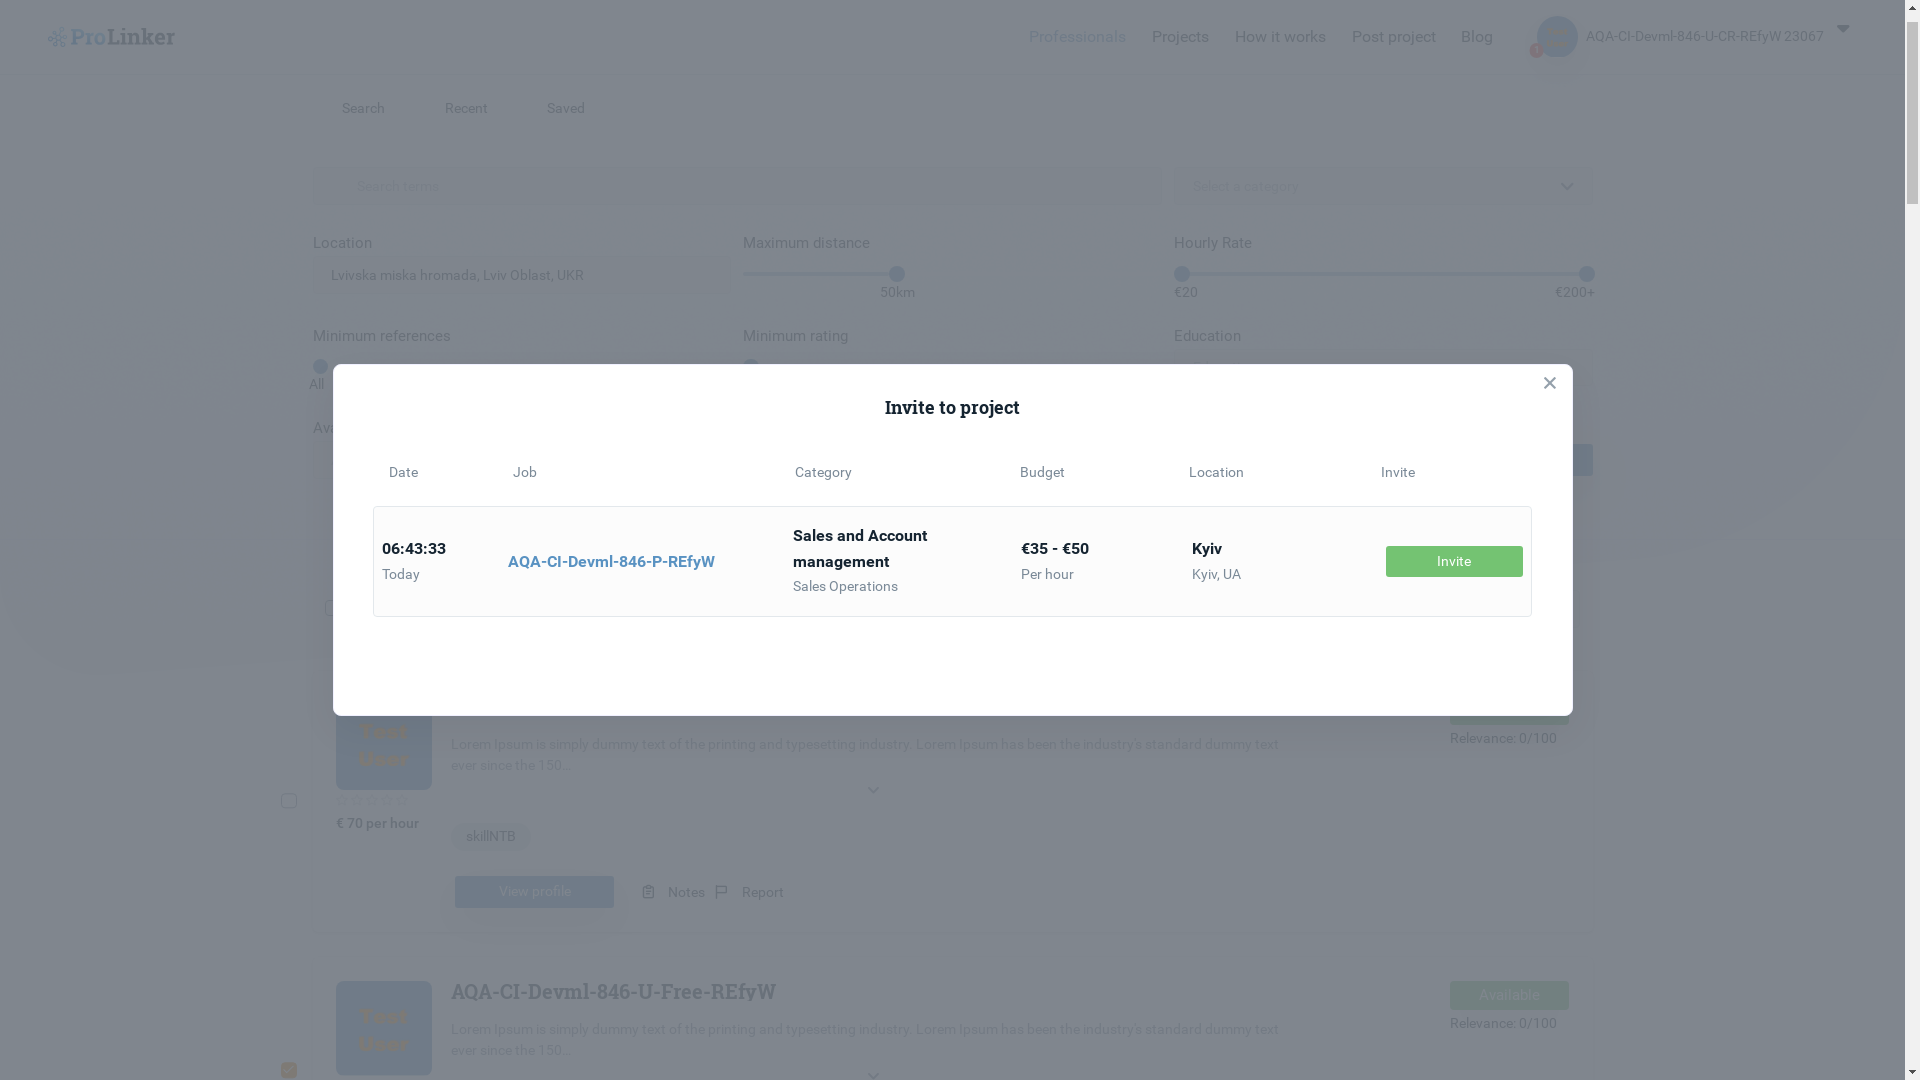 ProLinker
Professionals Projects How it works Post project Blog
1
AQA-CI-Devml-846-U-CR-REfyW 23067
Search Recent Saved
Search terms
Select a category
Location
Maximum distance
Hourly Rate
Lvivska miska hromada, Lviv Oblast, UKR
50km
€20
€200+
Minimum references
Minimum rating
Education
All
Ava
Invite to project
Date Job Category Budget Location Invite
06:43:33
Today
AQA-CI-Devml-846-P-REfyW
Sales and Account
management
Sales Operations
€35 - €50
Per hour
Kyiv
Kyiv, UA
Invite
Test
User
Lorem Ipsum is simply dummy text of the printing and typesetting industry. Lorem Ipsum has been the industry's standard dummy text
ever since the 150...
Relevance: 0/100
€ 70 per hour
skillNTB
View profile
Notes
Report
AQA-CI-Devml-846-U-Free-REfyW
Available
Test
User
Lorem Ipsum is simply dummy text of the printing and typesetting industry. Lorem Ipsum has been the industry's standard dummy text
ever since the 150...
Relevance: 0/100